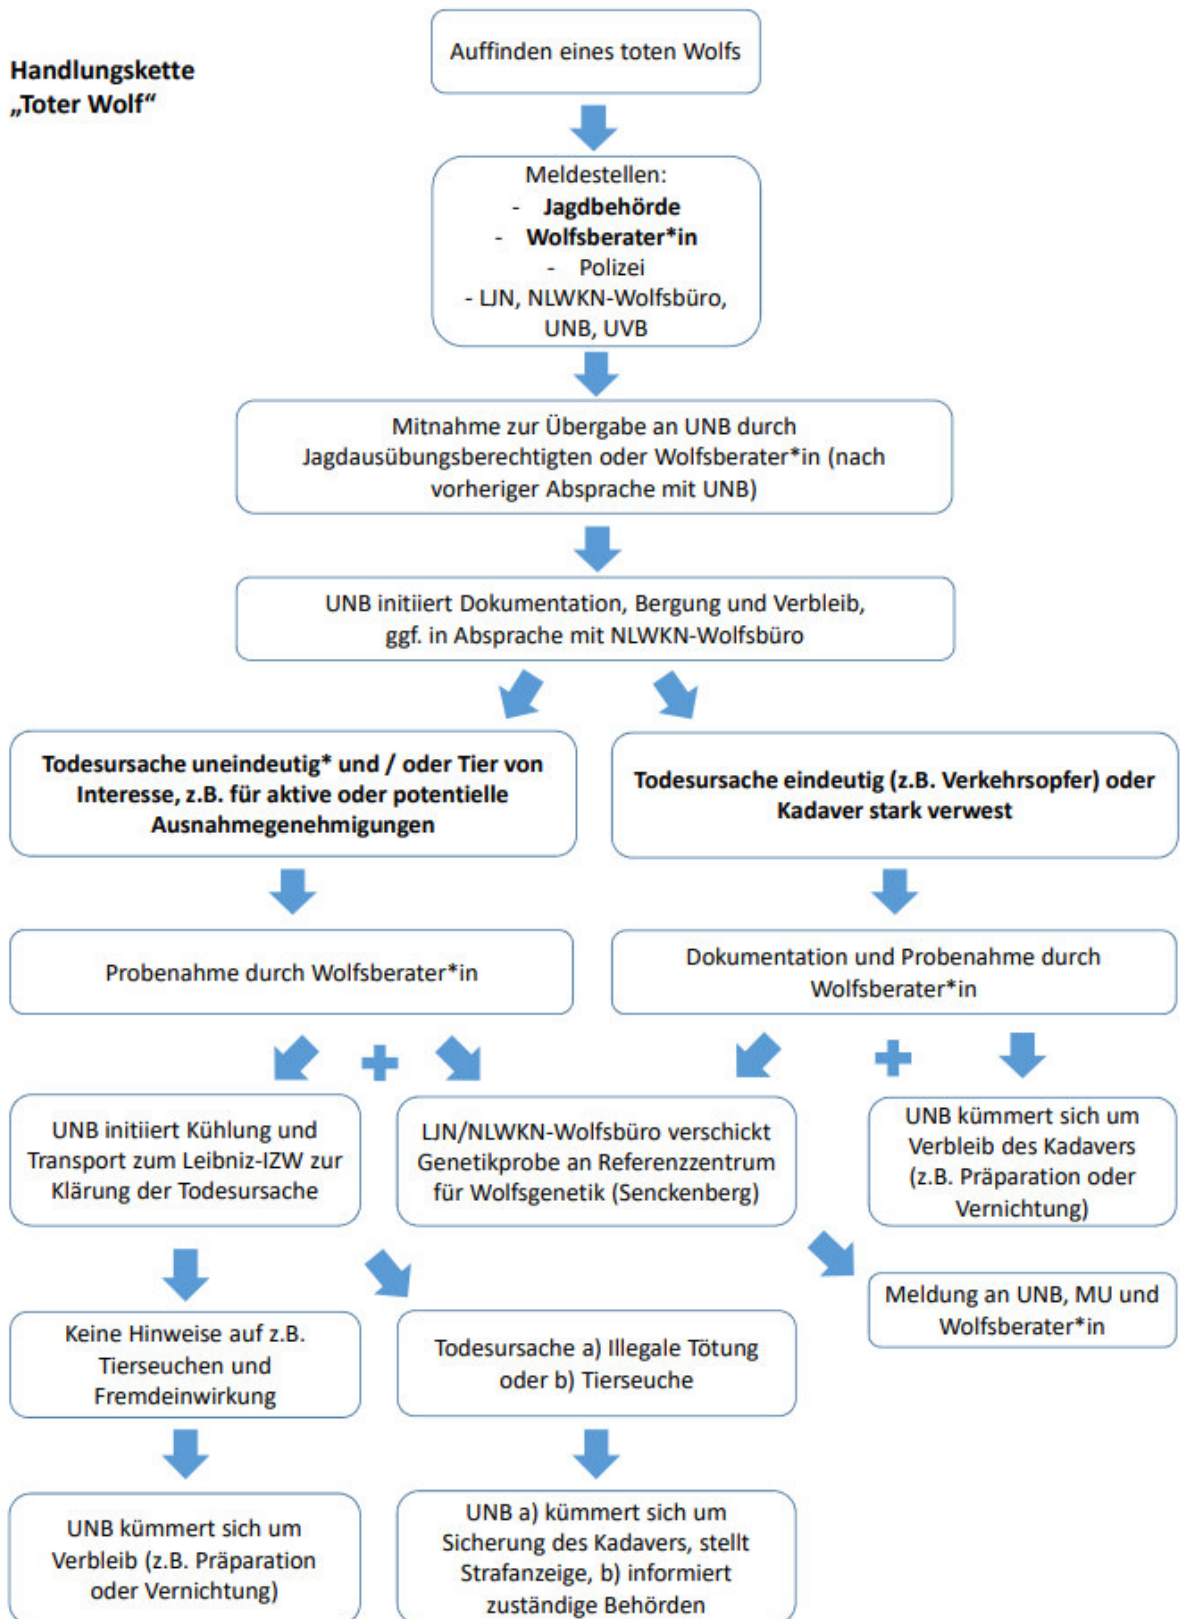 Handlungskette
„Toter Wolf“
Auffinden eines toten Wolfs
Meldestellen:
- Jagdbehörde
- Wolfsberater*in
- Polizei
- LJN, NLWKN-Wolfsbüro,
UNB, UVB
Mitnahme zur Übergabe an UNB durch
Jagdausübungsberechtigten oder Wolfsberater*in (nach
vorheriger Absprache mit UNB)
UNB initiiert Dokumentation, Bergung und Verbleib,
ggf. in Absprache mit NLWKN-Wolfsbüro
Todesursache uneindeutig* und / oder Tier von
Interesse, z.B. für aktive oder potentielle
Ausnahmegenehmigungen
Todesursache eindeutig (z.B. Verkehrsopfer) oder
Kadaver stark verwest
Probenahme durch Wolfsberater*in
Dokumentation und Probenahme durch
Wolfsberater*in
UNB initiiert Kühlung und
Transport zum Leibniz-IZW zur
Klärung der Todesursache
LJN/NLWKN-Wolfsbüro verschickt
Genetikprobe an Referenzzentrum
für Wolfsgenetik (Senckenberg)
UNB kümmert sich um
Verbleib des Kadavers
(z.B. Präparation oder
Vernichtung)
Meldung an UNB, MU und
Wolfsberater*in
Keine Hinweise auf z.B.
Tierseuchen und
Fremdeinwirkung
Todesursache a) Illegale Tötung
oder b) Tierseuche
UNB kümmert sich um
Verbleib (z.B. Präparation
oder Vernichtung)
UNB a) kümmert sich um
Sicherung des Kadavers, stellt
Strafanzeige, b) informiert
zuständige Behörden